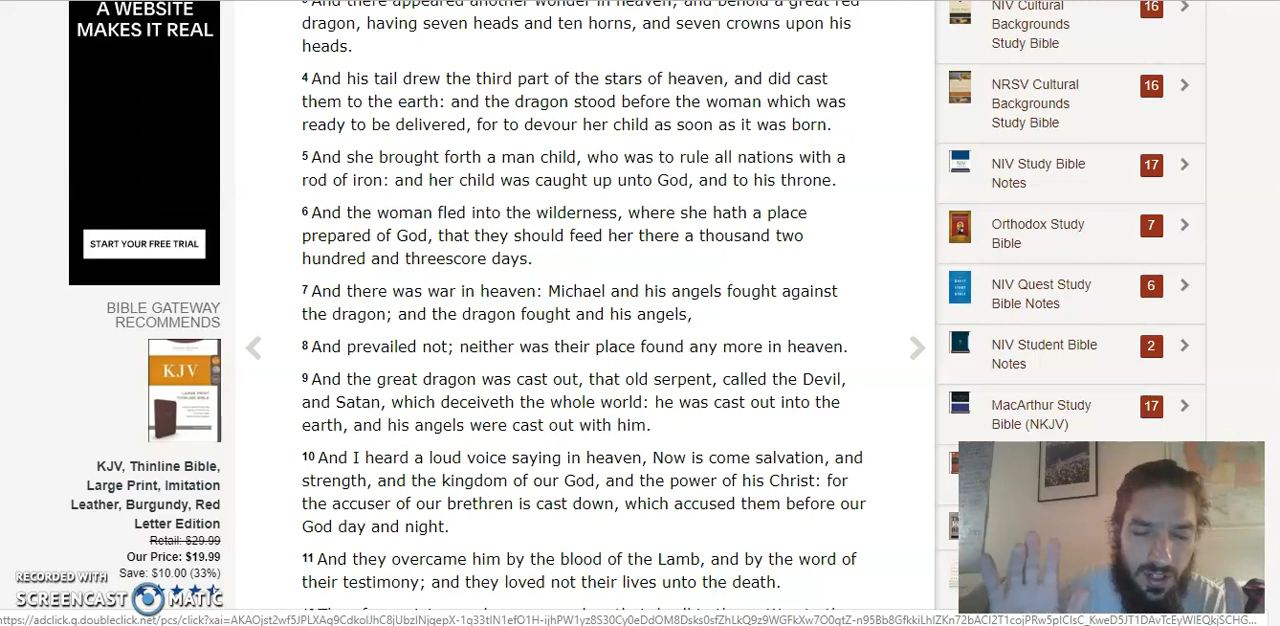 A WEBSITE
MAKES IT REAL
START YOUR FREE TRIAL
BIBLE GATEWAY
RECOMMENDS
KJV
KJV, Thinline Bible,
Large Print, Imitation
Leather, Burgundy, Red
Letter Edition
Retail: $29.99
Our Price: $19.99
Save: $10.00 (33%)
RECORDED WITH
SCREENCAST MATIC
3 And there appeared another wonder in heaven; and behold a great red
dragon, having seven heads and ten horns, and seven crowns upon his
heads.
4 And his tail drew the third part of the stars of heaven, and did cast
them to the earth: and the dragon stood before the woman which was
ready to be delivered, for to devour her child as soon as it was born.
5 And she brought forth a man child, who was to rule all nations with a
rod of iron: and her child was caught up unto God, and to his throne.
6 And the woman fled into the wilderness, where she hath a place
prepared of God, that they should feed her there a thousand two
hundred and threescore days.
7 And there was war in heaven: Michael and his angels fought against
the dragon; and the dragon fought and his angels,
8 And prevailed not; neither was their place found any more in heaven.
9 And the great dragon was cast out, that old serpent, called the Devil,
and Satan, which deceiveth the whole world: he was cast out into the
earth, and his angels were cast out with him.
10 And I heard a loud voice saying in heaven, Now is come salvation, and
strength, and the kingdom of our God, and the power of his Christ: for
the accuser of our brethren is cast down, which accused them before our
God day and night.
11 And they overcame him by the blood of the Lamb, and by the word of
their testimony; and they loved not their lives unto the death.
NIV Cultural 16
Backgrounds
Study Bible
NRSV Cultural 16
Backgrounds
Study Bible
NIV Study Bible 17
Notes
Orthodox Study 7
Bible
NIV Quest Study 6
Bible Notes
NIV Student Bible 2
Notes
MacArthur Study 17
Bible (NKJV)